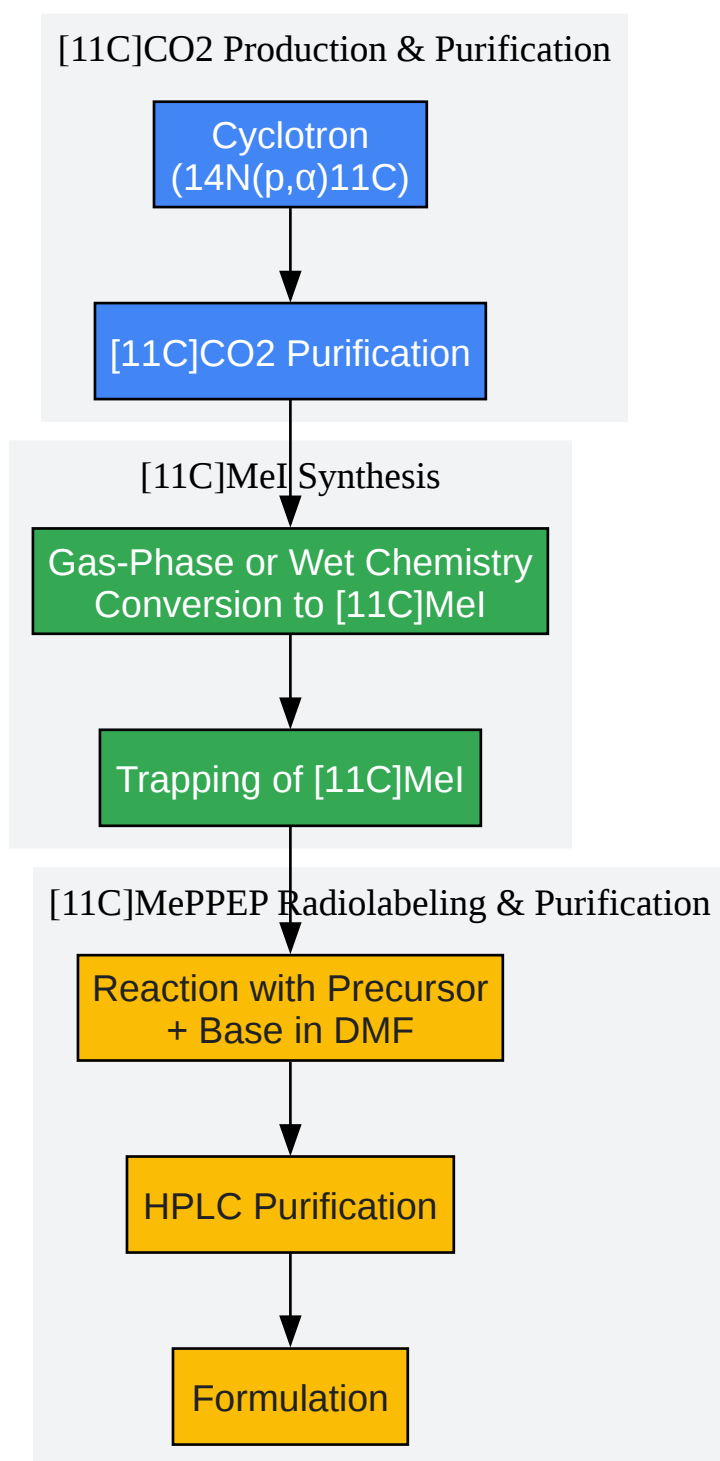 [11C]CO2 Production & Purification
Cyclotron
(14N(p,α)11C)
[11C]CO2 Purification
[11C]MeI Synthesis
Gas-Phase or Wet Chemistry
Conversion to [11C]MeI
Trapping of [11C]MeI
[11C]MePPEP Radiolabeling & Purification
Reaction with Precursor
+ Base in DMF
HPLC Purification
Formulation